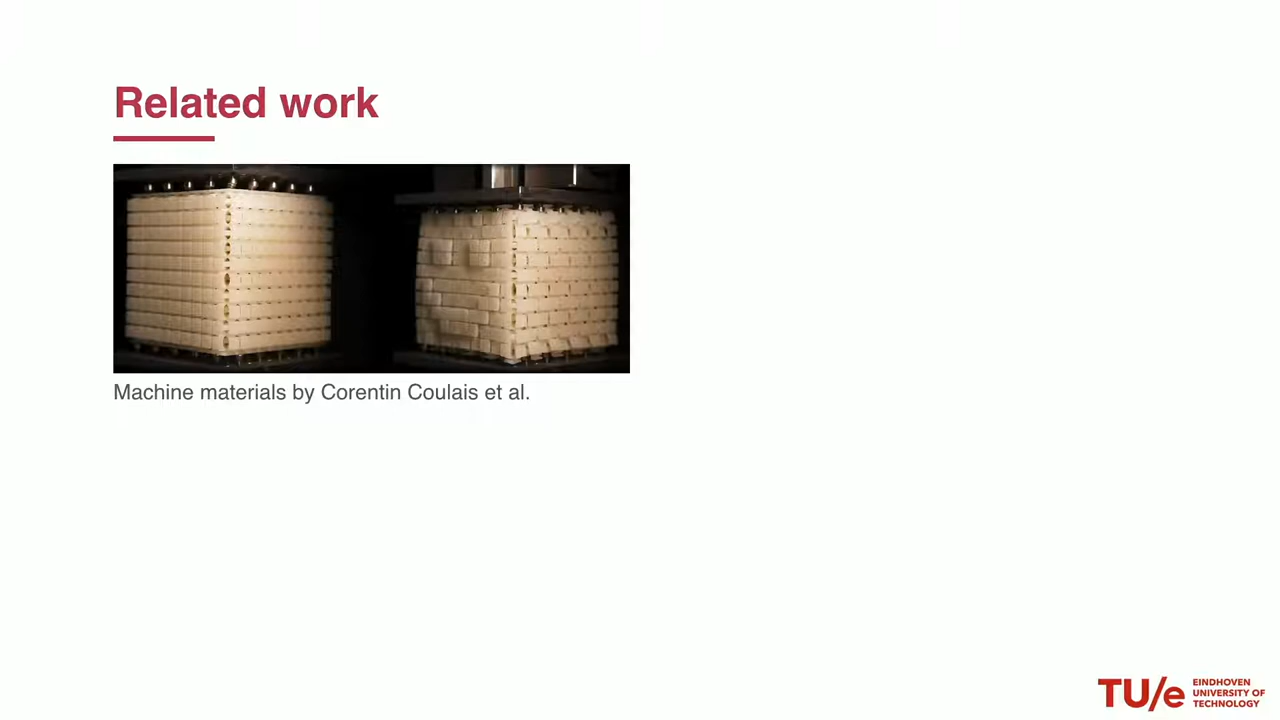 Related work
Machine materials by Corentin Coulais et al.
TU/e EINDHOVEN
UNIVERSITY OF
TECHNOLOGY